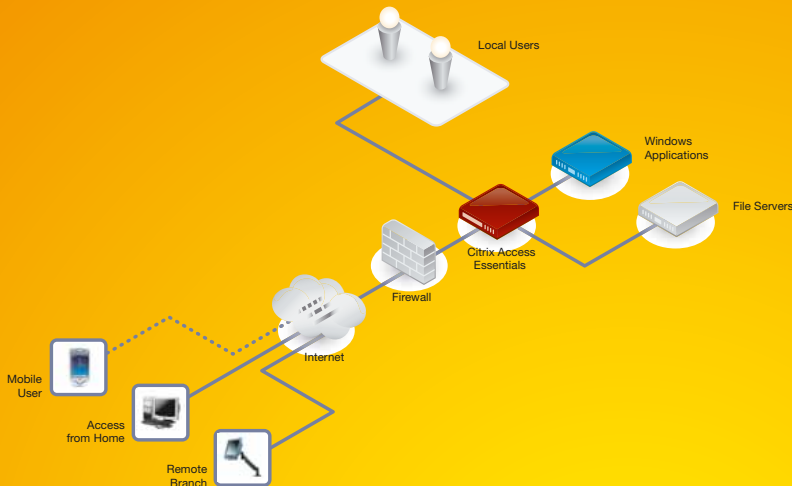 Local Users
Windows
Applications
File Servers
Citrix Access
Essentials
Firewall
Internet
Mobile
User
Access
from Home
Remote
Branch